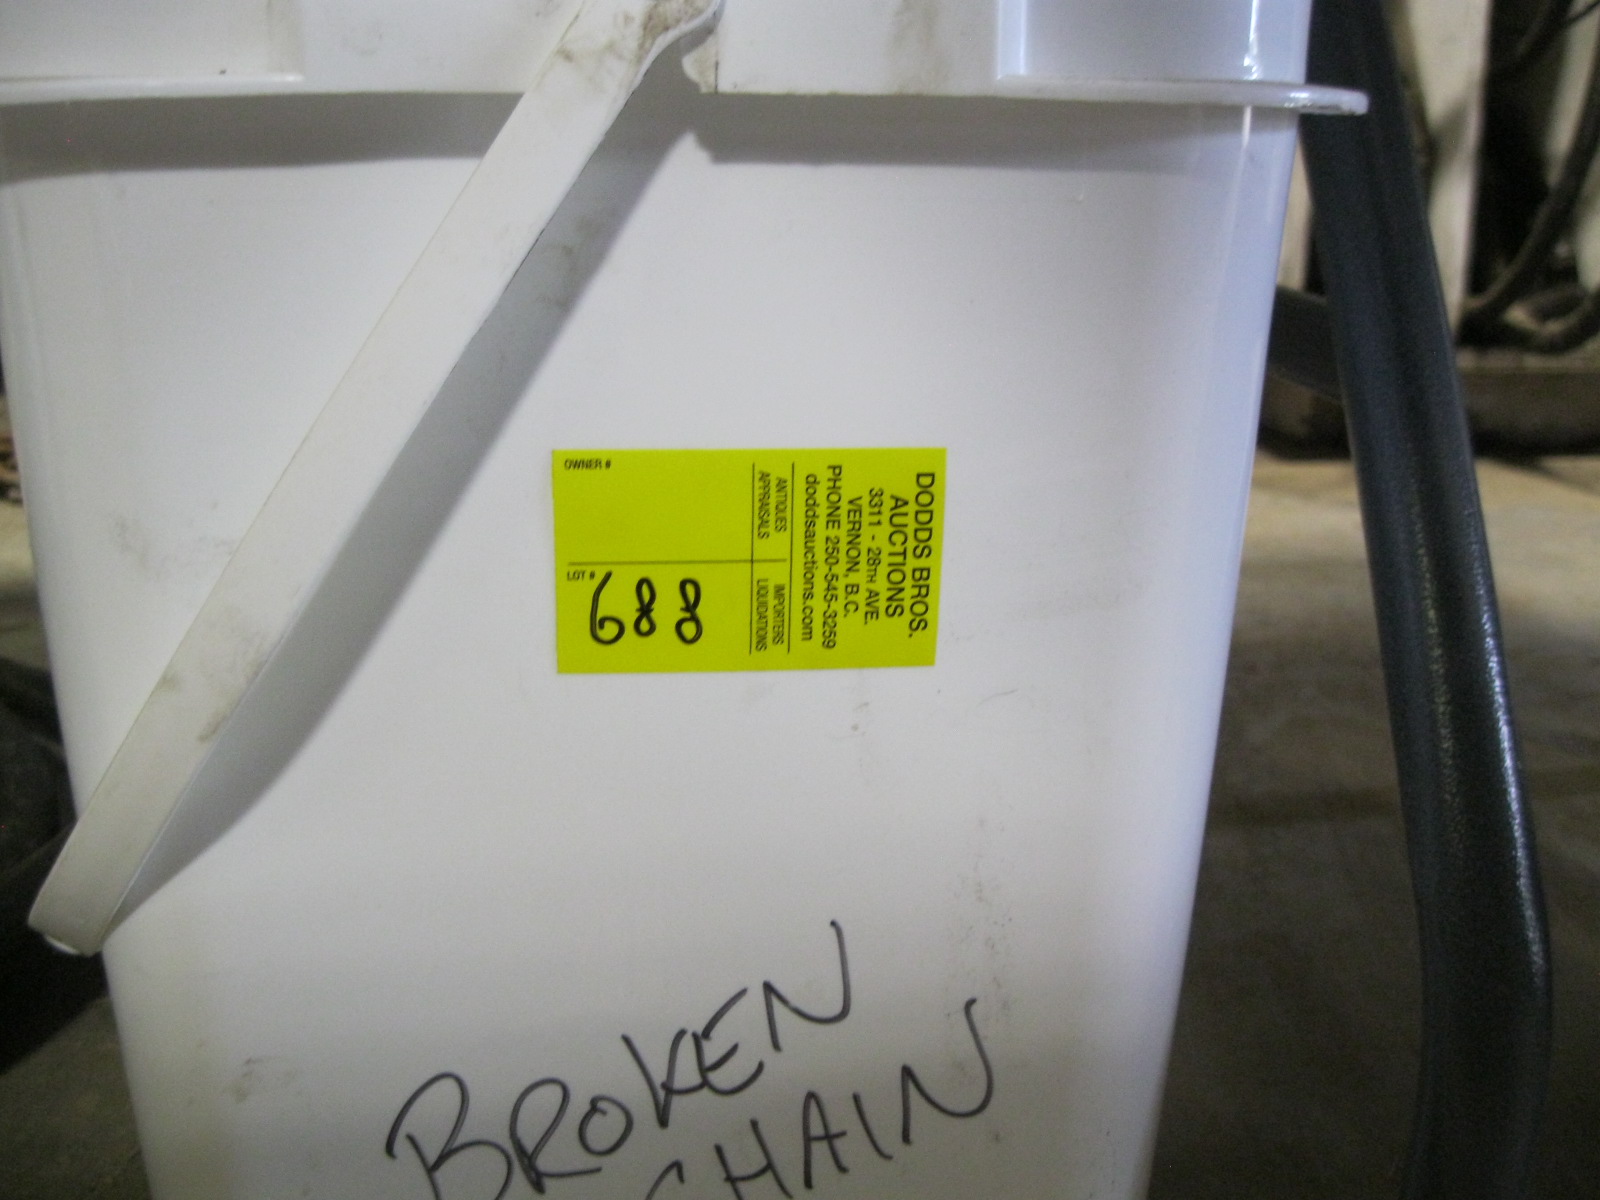 DODDS BROS.
AUCTIONS
3311 - 28TH AVE.
VERNON, B.C.
PHONE 250-545-3259
doddsauctions.com
ANTIQUES IMPORTERS
APPRAISALS LIQUIDATIONS
OWNER # LOT #
688
BROKEN
CHAIN